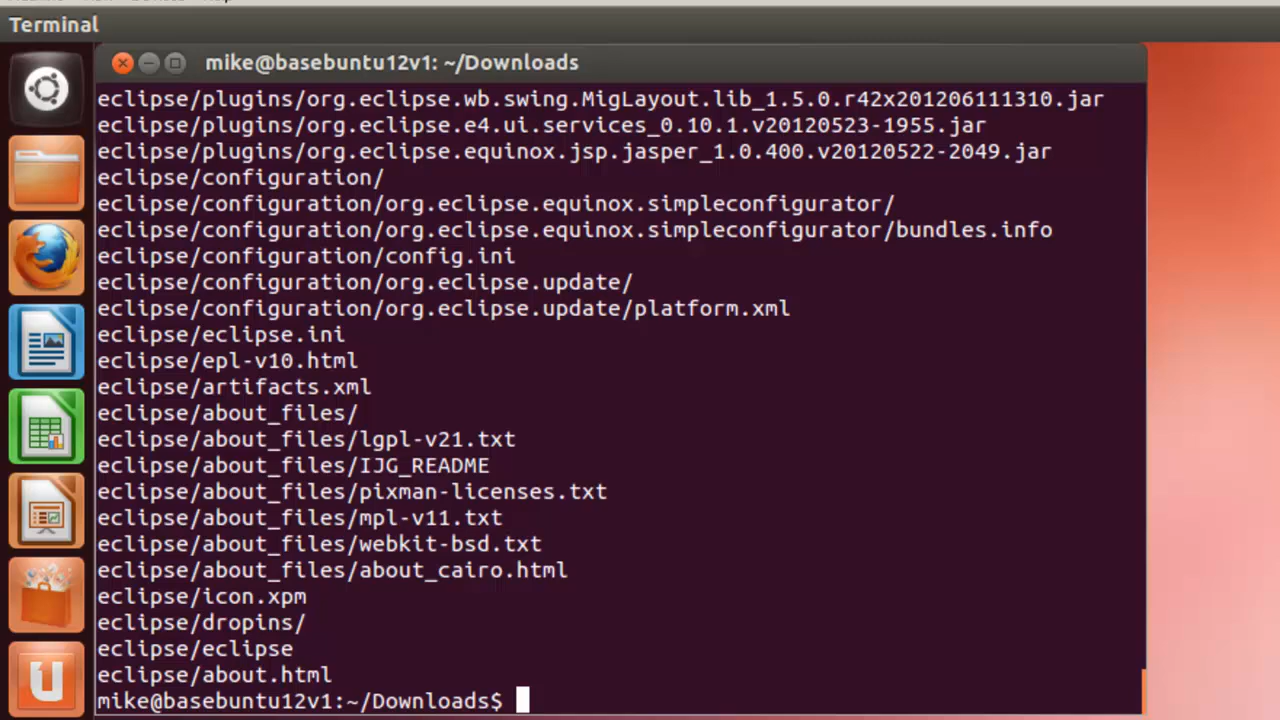 Terminal
mike@basebuntu12v1: ~/Downloads
eclipse/plugins/org.eclipse.wb.swing.MigLayout.lib_1.5.0.r42x201206111310.jar
eclipse/plugins/org.eclipse.e4.ui.services_0.10.1.v20120523-1955.jar
eclipse/plugins/org.eclipse.equinox.jsp.jasper_1.0.400.v20120522-2049.jar
eclipse/configuration/
eclipse/configuration/org.eclipse.equinox.simpleconfigurator/
eclipse/configuration/org.eclipse.equinox.simpleconfigurator/bundles.info
eclipse/configuration/config.ini
eclipse/configuration/org.eclipse.update/
eclipse/configuration/org.eclipse.update/platform.xml
eclipse/eclipse.ini
eclipse/epl-v10.html
eclipse/artifacts.xml
eclipse/about_files/
eclipse/about_files/lgpl-v21.txt
eclipse/about_files/IJG_README
eclipse/about_files/pixman-licenses.txt
eclipse/about_files/mpl-v11.txt
eclipse/about_files/webkit-bsd.txt
eclipse/about_files/about_cairo.html
eclipse/icon.xpm
eclipse/dropins/
eclipse/eclipse
eclipse/about.html
mike@basebuntu12v1:~/Downloads$